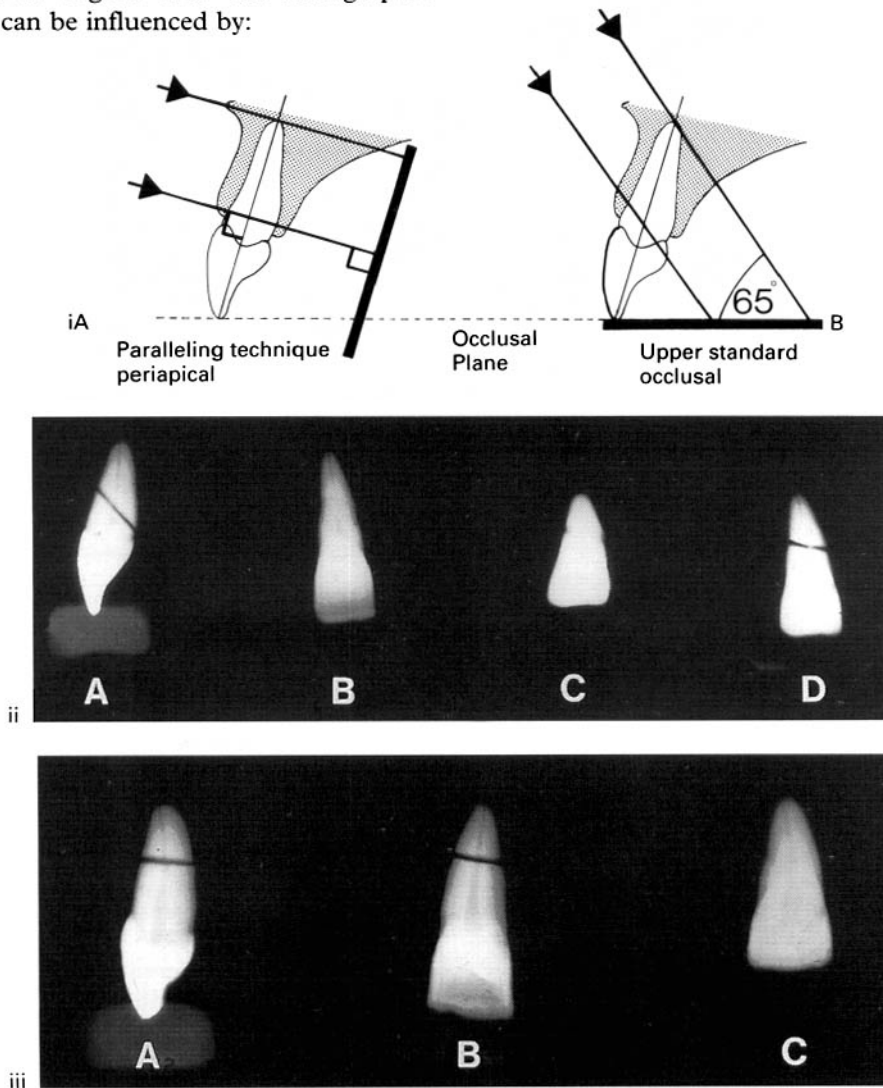 can be influenced by:
65°
iA
B
Paralleling technique
periapical
Occlusal
Plane
Upper standard
occlusal
A
B
C
D
ii
A
B
C
iii